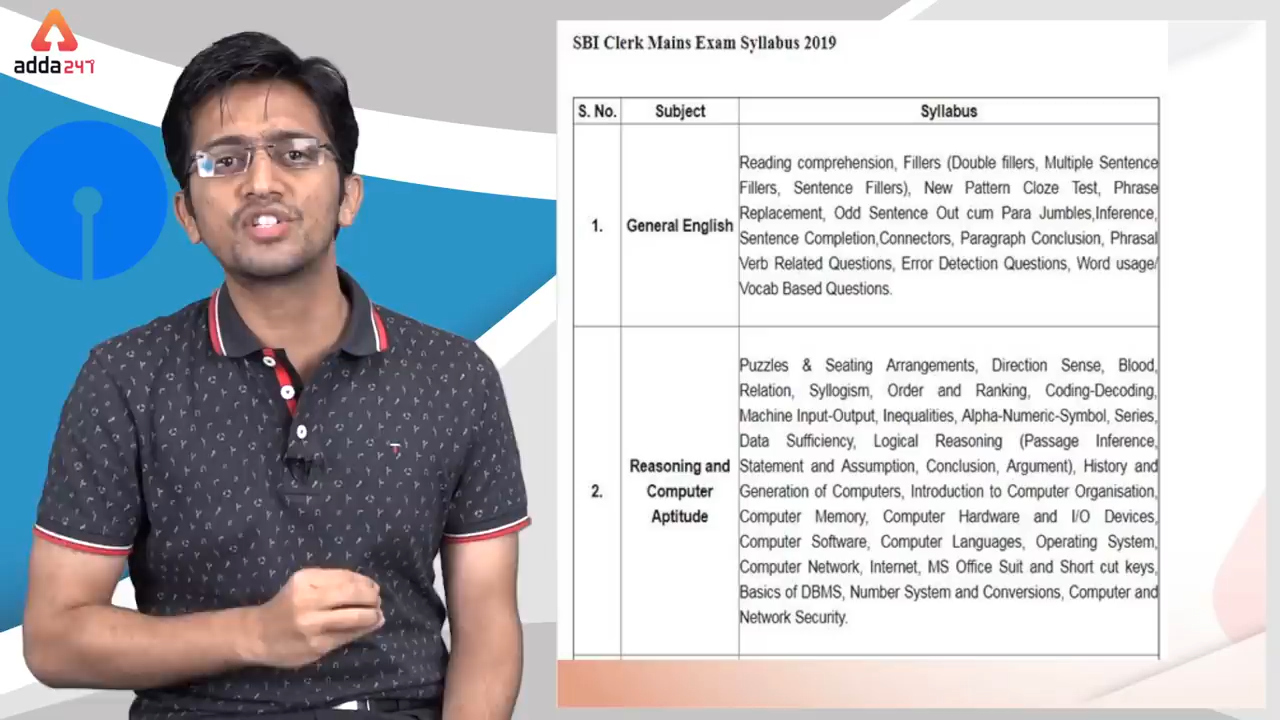 adda247
SBI Clerk Mains Exam Syllabus 2019
S. No. Subject Syllabus
1. General English
Reading comprehension, Fillers (Double fillers, Multiple Sentence
Fillers, Sentence Fillers), New Pattern Cloze Test, Phrase
Replacement, Odd Sentence Out cum Para Jumbles,Inference,
Sentence Completion,Connectors, Paragraph Conclusion, Phrasal
Verb Related Questions, Error Detection Questions, Word usage/
Vocab Based Questions.
2. Reasoning and
Computer
Aptitude
Puzzles & Seating Arrangements, Direction Sense, Blood,
Relation, Syllogism, Order and Ranking, Coding-Decoding,
Machine Input-Output, Inequalities, Alpha-Numeric-Symbol, Series,
Data Sufficiency, Logical Reasoning (Passage Inference,
Statement and Assumption, Conclusion, Argument), History and
Generation of Computers, Introduction to Computer Organisation,
Computer Memory, Computer Hardware and I/O Devices,
Computer Software, Computer Languages, Operating System,
Computer Network, Internet, MS Office Suit and Short cut keys,
Basics of DBMS, Number System and Conversions, Computer and
Network Security.